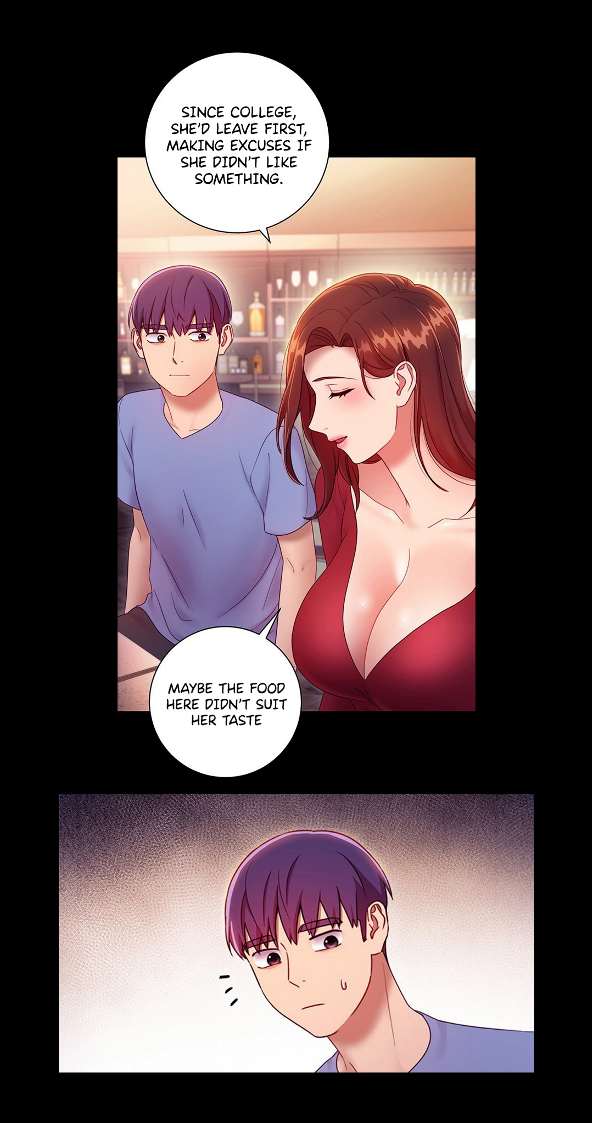 SINCE COLLEGE,
SHE'D LEAVE FIRST,
MAKING EXCUSES IF
SHE DIDN'T LIKE
SOMETHING.
MAYBE THE FOOD
HERE DIDN'T SUIT
HER TASTE